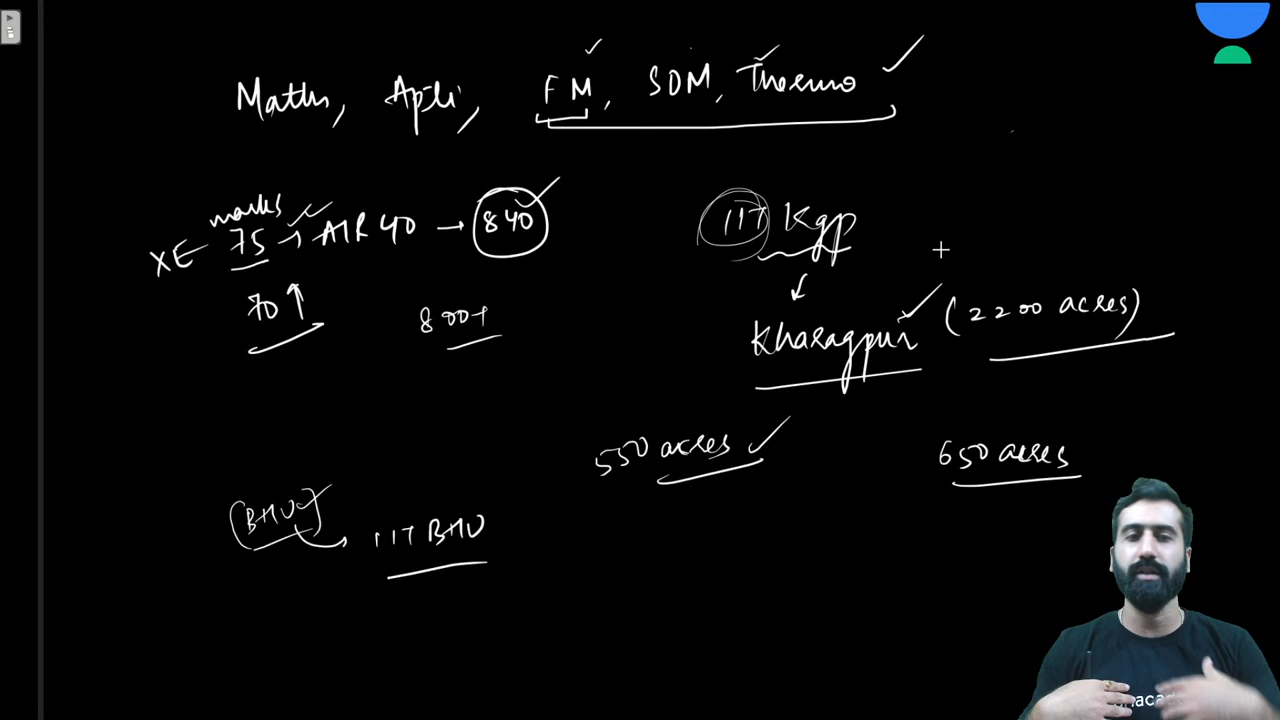 Maths, Apti, FM, SOM, Thermo
XE 75 marks → AIR 40 → 840
70↑
800+
IIT Kgp
Kharagpur (2200 acres)
550 acres
650 acres
(BHU) → IIT BHU